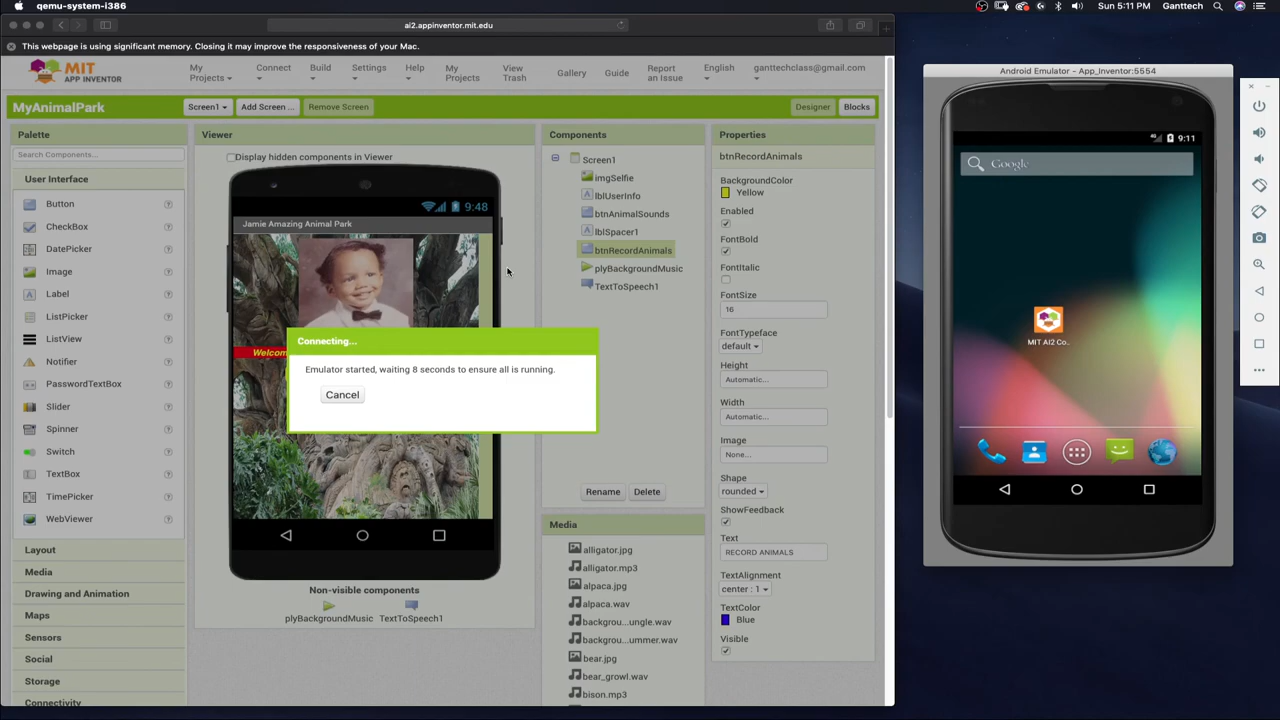 qemu-system-i386
Sun 5:11 PM Ganttech
ai2.appinventor.mit.edu
This webpage is using significant memory. Closing it may improve the responsiveness of your Mac.
MIT
APP INVENTOR
My Projects
Connect
Build
Settings
Help
My Projects
View Trash
Gallery
Guide
Report an Issue
English
ganttechclass@gmail.com
MyAnimalPark
Screen1
Add Screen ...
Remove Screen
Designer
Blocks
Palette
Search Components...
User Interface
Button
CheckBox
DatePicker
Image
Label
ListPicker
ListView
Notifier
PasswordTextBox
Slider
Spinner
Switch
TextBox
TimePicker
WebViewer
Layout
Media
Drawing and Animation
Maps
Sensors
Social
Storage
Connectivity
Viewer
Display hidden components in Viewer
9:48
Jamie Amazing Animal Park
Welcom
Connecting...
Emulator started, waiting 8 seconds to ensure all is running.
Cancel
Non-visible components
plyBackgroundMusic
TextToSpeech1
Components
Screen1
imgSelfie
lblUserInfo
btnAnimalSounds
lblSpacer1
btnRecordAnimals
plyBackgroundMusic
TextToSpeech1
Rename
Delete
Media
alligator.jpg
alligator.mp3
alpaca.jpg
alpaca.wav
backgrou...ungle.wav
backgrou...ummer.wav
bear.jpg
bear_growl.wav
bison.mp3
Properties
btnRecordAnimals
BackgroundColor
Yellow
Enabled
FontBold
FontItalic
FontSize
16
FontTypeface
default
Height
Automatic...
Width
Automatic...
Image
None...
Shape
rounded
ShowFeedback
Text
RECORD ANIMALS
TextAlignment
center : 1
TextColor
Blue
Visible
Android Emulator - App_Inventor:5554
9:11
Google
MIT AI2 Co..